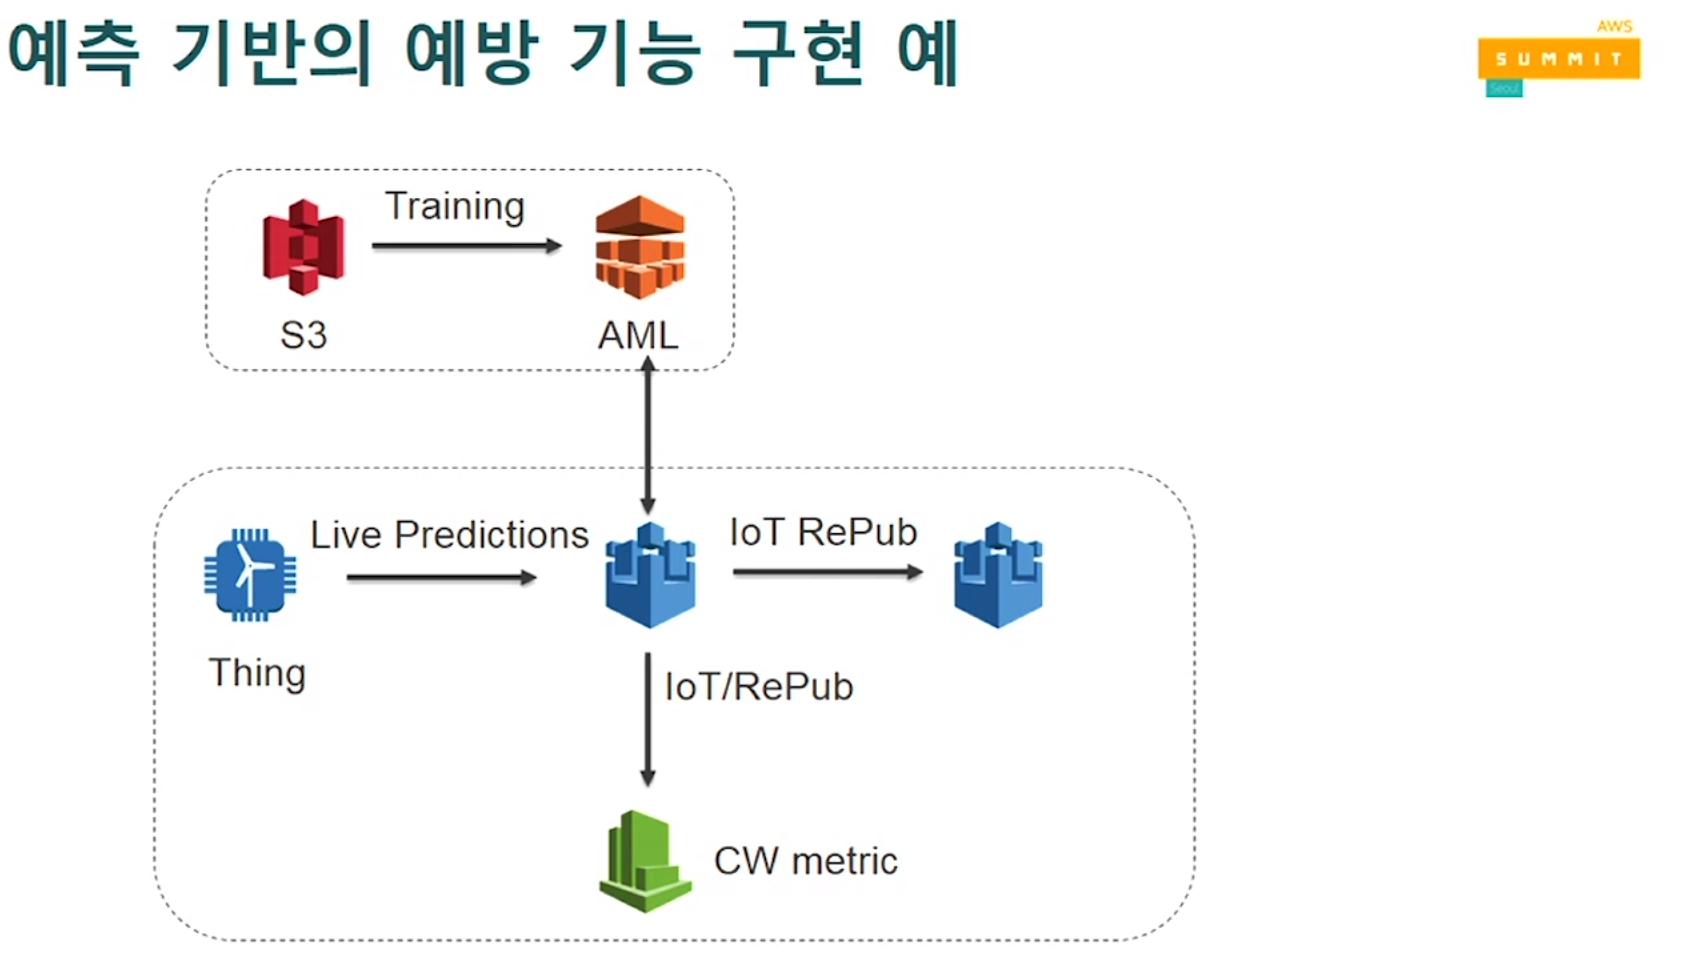 예측 기반의 예방 기능 구현 예
AWS
SUMMIT
Seoul
Training
S3
AML
Live Predictions
IoT RePub
Thing
IoT/RePub
CW metric